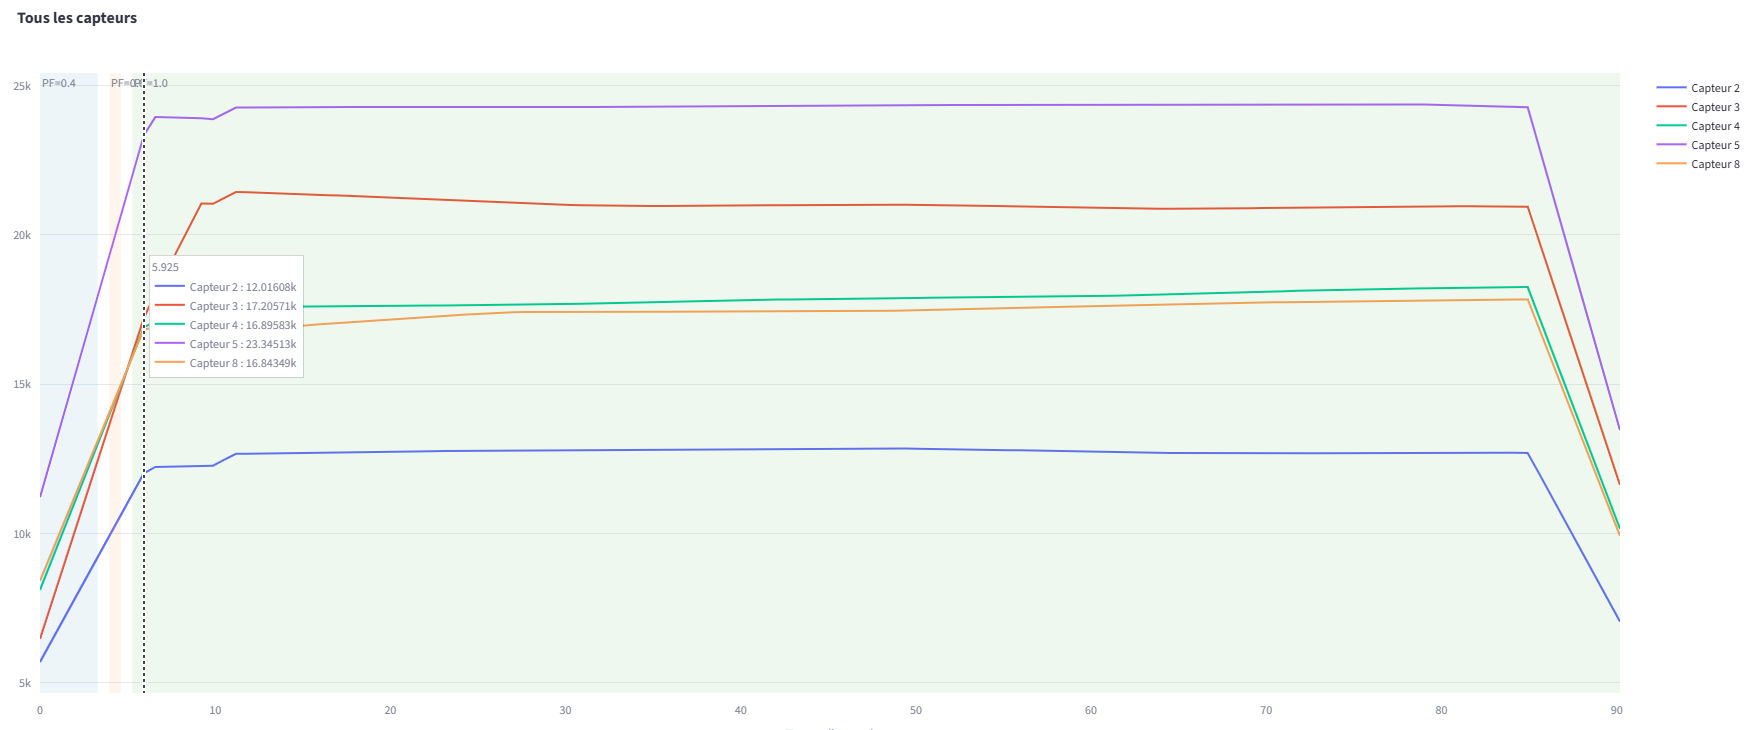 Tous les capteurs
PF=0.4
PF=0.
=1.0
25k
20k
15k
10k
5k
5.925
Capteur 2 : 12.01608k
Capteur 3 : 17.20571k
Capteur 4 : 16.89583k
Capteur 5 : 23.34513k
Capteur 8 : 16.84349k
0
10
20
30
40
50
60
70
80
90
Capteur 2
Capteur 3
Capteur 4
Capteur 5
Capteur 8